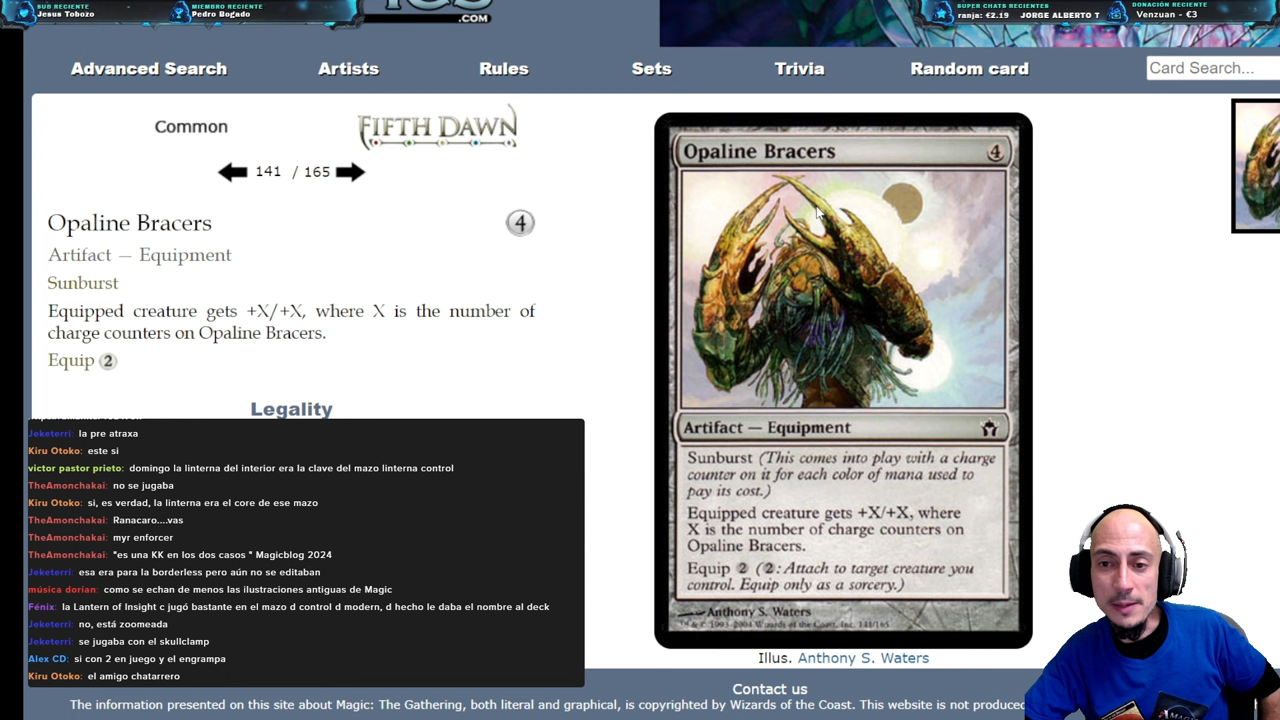 SUB RECIENTE
Jesus Tobozo
MIEMBRO RECIENTE
Pedro Bogado
.COM
SUPER CHATS RECIENTES
ranja: €2.19 JORGE ALBERTO T
DONACIÓN RECIENTE
Venzuan - €3
Advanced Search
Artists
Rules
Sets
Trivia
Random card
Card Search...
Common
FIFTH DAWN
141 / 165
Opaline Bracers
4
Artifact — Equipment
Sunburst
Equipped creature gets +X/+X, where X is the number of
charge counters on Opaline Bracers.
Equip 2
Legality
Jeketerri: la pre atraxa
Kiru Otoko: este si
victor pastor prieto: domingo la linterna del interior era la clave del mazo linterna control
TheAmonchakai: no se jugaba
Kiru Otoko: si, es verdad, la linterna era el core de ese mazo
TheAmonchakai: Ranacaro....vas
TheAmonchakai: myr enforcer
TheAmonchakai: "es una KK en los dos casos " Magicblog 2024
Jeketerri: esa era para la borderless pero aún no se editaban
música dorian: como se echan de menos las ilustraciones antiguas de Magic
Fénix: la Lantern of Insight c jugó bastante en el mazo d control d modern, d hecho le daba el nombre al deck
Jeketerri: no, está zoomeada
Jeketerri: se jugaba con el skullclamp
Alex CD: si con 2 en juego y el engrampa
Kiru Otoko: el amigo chatarrero
Opaline Bracers
4
Artifact — Equipment
Sunburst (This comes into play with a charge
counter on it for each color of mana used to
pay its cost.)
Equipped creature gets +X/+X, where
X is the number of charge counters on
Opaline Bracers.
Equip 2 (2: Attach to target creature you
control. Equip only as a sorcery.)
Anthony S. Waters
™ & © 1993-2004 Wizards of the Coast, Inc. 141/165
Illus. Anthony S. Waters
Contact us
The information presented on this site about Magic: The Gathering, both literal and graphical, is copyrighted by Wizards of the Coast. This website is not produced